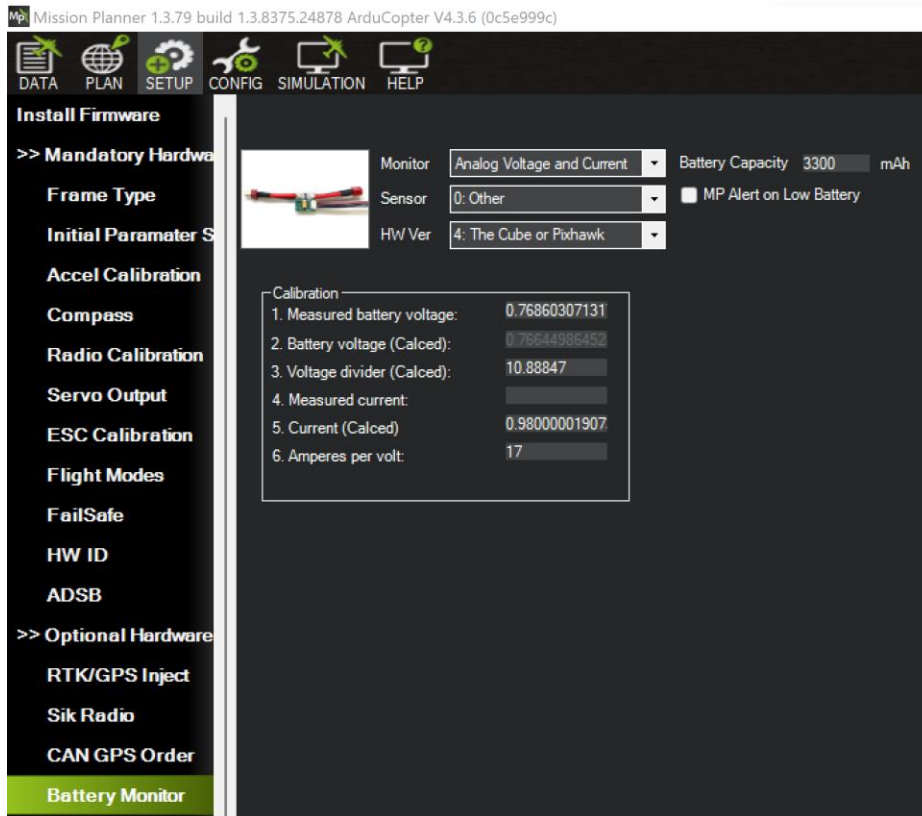 Mission Planner 1.3.79 build 1.3.8375.24878 ArduCopter V4.3.6 (0c5e999c)
DATA PLAN SETUP CONFIG SIMULATION HELP
Install Firmware
>> Mandatory Hardwa
Frame Type
Initial Paramater S
Accel Calibration
Compass
Radio Calibration
Servo Output
ESC Calibration
Flight Modes
FailSafe
HW ID
ADSB
>> Optional Hardware
RTK/GPS Inject
Sik Radio
CAN GPS Order
Battery Monitor
Monitor Analog Voltage and Current Battery Capacity 3300 mAh
Sensor 0: Other MP Alert on Low Battery
HW Ver 4: The Cube or Pixhawk
Calibration
1. Measured battery voltage: 0.76860307131
2. Battery voltage (Calced): 0.76644986452
3. Voltage divider (Calced): 10.88847
4. Measured current:
5. Current (Calced) 0.98000001907
6. Amperes per volt: 17